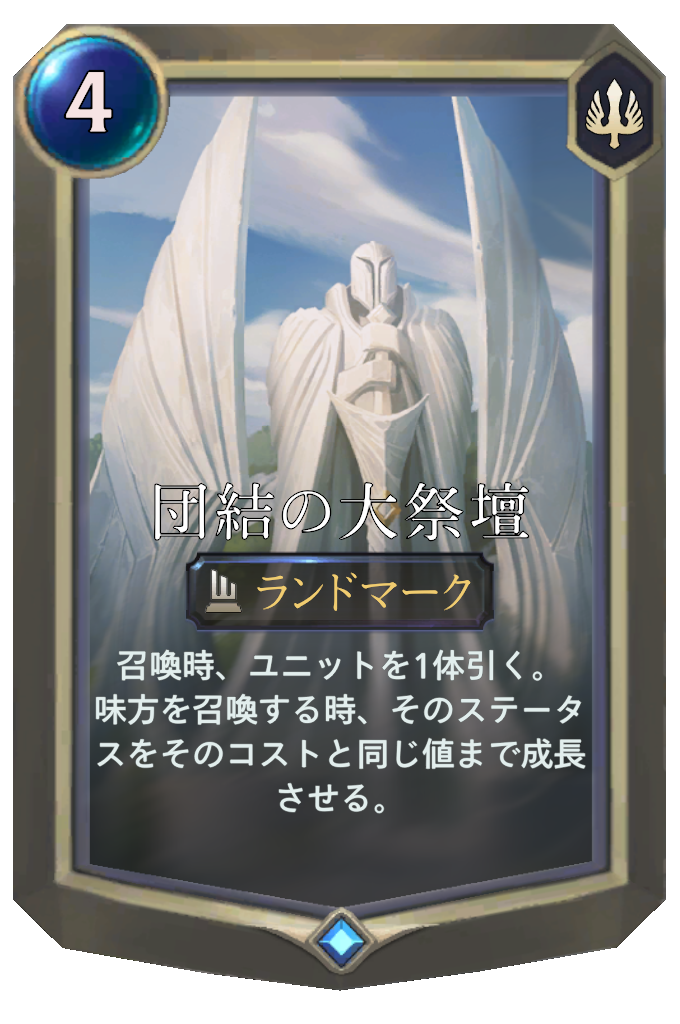 4
団結の大祭壇
ランドマーク
召喚時、ユニットを1体引く。
味方を召喚する時、そのステータ
スをそのコストと同じ値まで成長
させる。